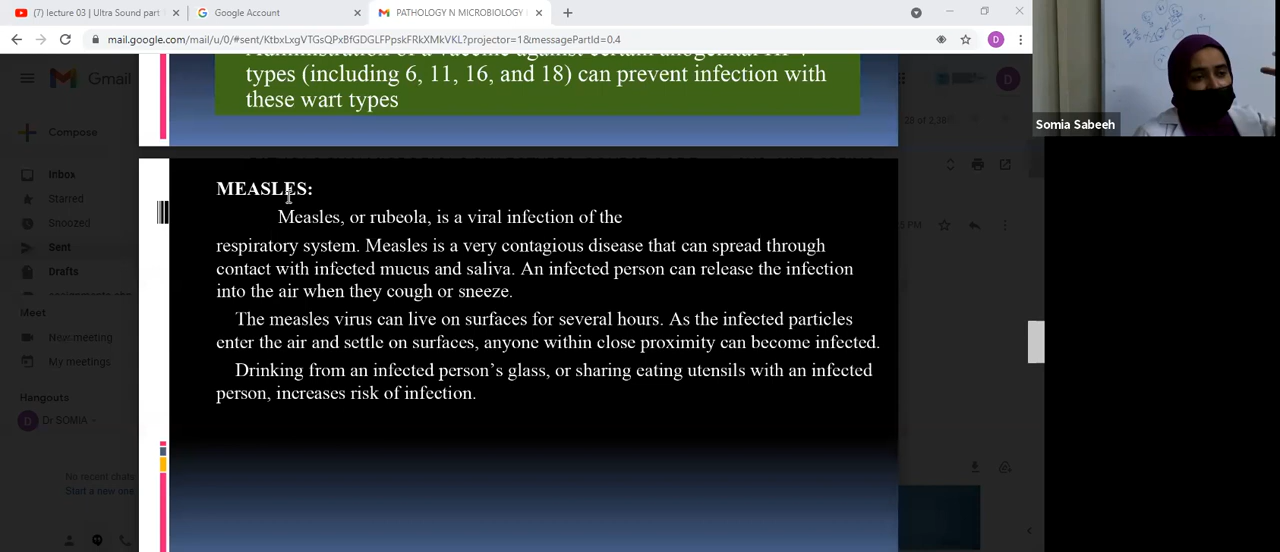 (7) lecture 03 | Ultra Sound part
Google Account
PATHOLOGY N MICROBIOLOGY
mail.google.com/mail/u/0/#sent/KtbxLxgVTGsQPxBfGDGLFPpskFRkXMkVKL?projector=1&messagePartId=0.4
D
Gmail
Compose
Inbox
Starred
Snoozed
Sent
Drafts
Meet
New meeting
My meetings
Hangouts
Dr SOMIA
No recent chats
Start a new one
types (including 6, 11, 16, and 18) can prevent infection with
these wart types
MEASLES:
Measles, or rubeola, is a viral infection of the
respiratory system. Measles is a very contagious disease that can spread through
contact with infected mucus and saliva. An infected person can release the infection
into the air when they cough or sneeze.
The measles virus can live on surfaces for several hours. As the infected particles
enter the air and settle on surfaces, anyone within close proximity can become infected.
Drinking from an infected person's glass, or sharing eating utensils with an infected
person, increases risk of infection.
D
Somia Sabeeh